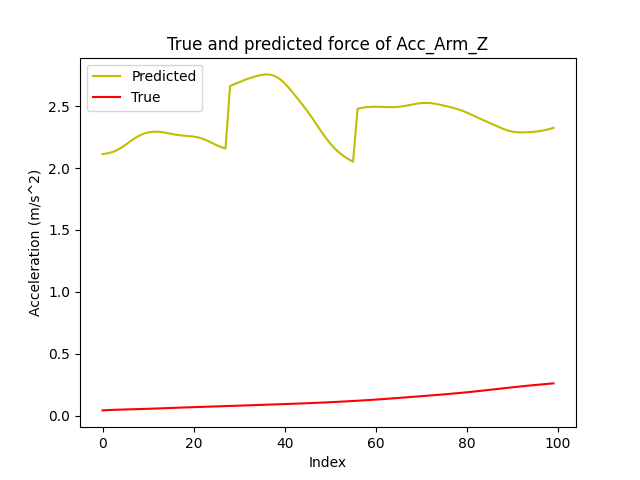 True and predicted force of Acc_Arm_Z
Predicted
True
2.5
2.0
1.5
1.0
0.5
0.0
Acceleration (m/s^2)
0 20 40 60 80 100
Index